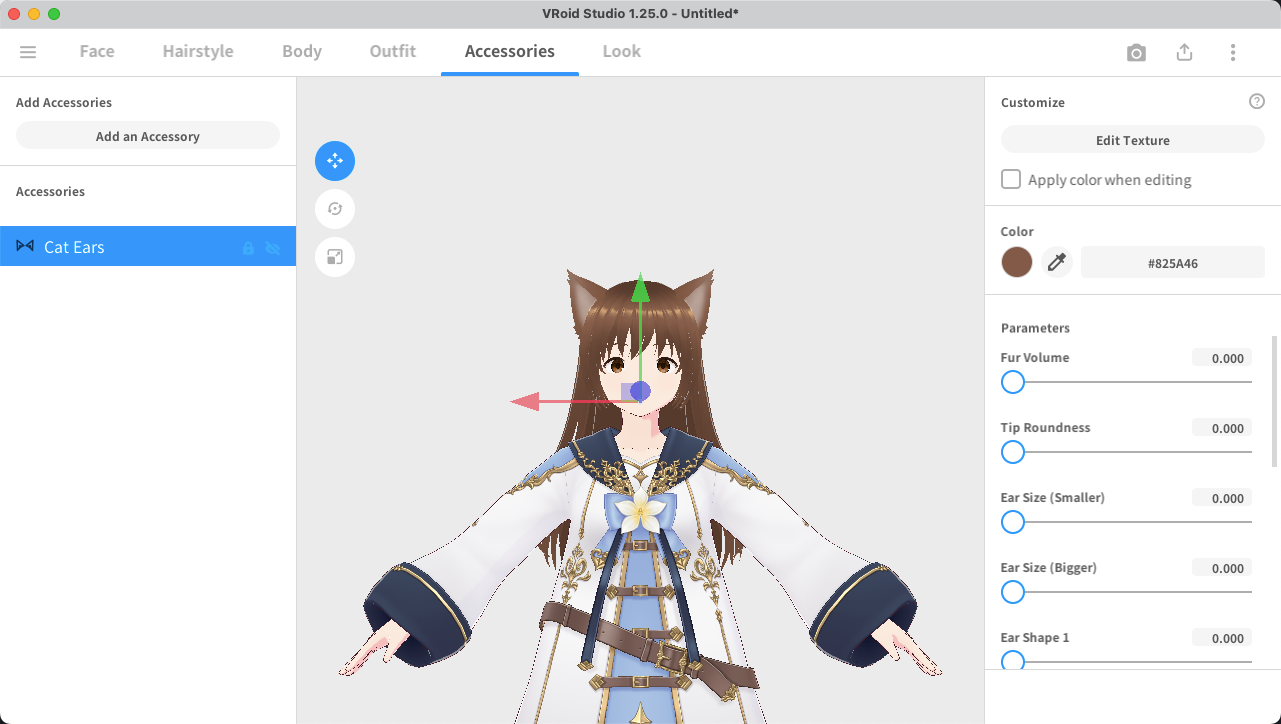 VRoid Studio 1.25.0 - Untitled*
Face
Hairstyle
Body
Outfit
Accessories
Look
Add Accessories
Add an Accessory
Accessories
Cat Ears
Customize
Edit Texture
Apply color when editing
Color
#825A46
Parameters
Fur Volume
0.000
Tip Roundness
0.000
Ear Size (Smaller)
0.000
Ear Size (Bigger)
0.000
Ear Shape 1
0.000